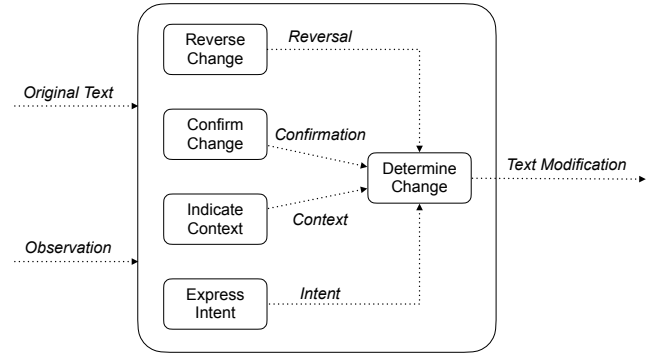 Reverse
Change
Reversal
Original Text
Confirm
Change
Confirmation
Determine
Change
Text Modification
Indicate
Context
Context
Observation
Express
Intent
Intent